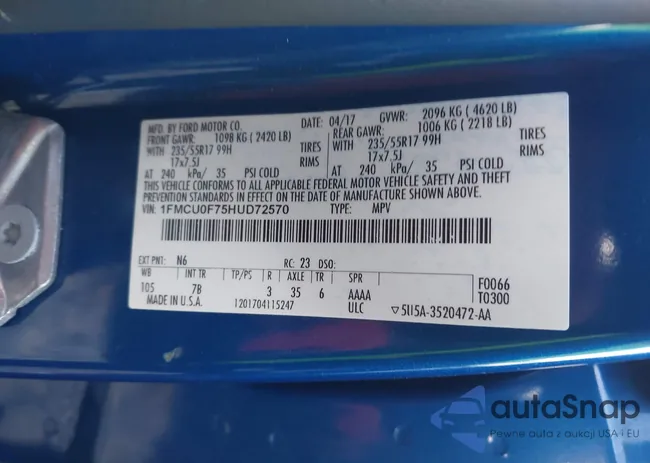 MFD. BY FORD MOTOR CO.
DATE: 04/17 GVWR: 2096 KG ( 4620 LB)
FRONT GAWR: 1098 KG ( 2420 LB)
REAR GAWR: 1006 KG ( 2218 LB)
WITH 235/55R17 99H TIRES
WITH 235/55R17 99H TIRES
17x7.5J RIMS
17x7.5J RIMS
AT 240 kPa/ 35 PSI COLD
AT 240 kPa/ 35 PSI COLD
THIS VEHICLE CONFORMS TO ALL APPLICABLE FEDERAL MOTOR VEHICLE SAFETY AND THEFT
PREVENTION STANDARDS IN EFFECT ON THE DATE OF MANUFACTURE SHOWN ABOVE.
VIN: 1FMCU0F75HUD72570 TYPE: MPV
EXT PNT: N6 RC: 23 DSO:
WB INT TR TP/PS R AXLE TR SPR F0066
105 7B 3 35 6 AAAA T0300
MADE IN U.S.A. 1201704115247 ULC ▽5U5A-3520472-AA
autaSnap
Pewne auta z aukcji USA i EU